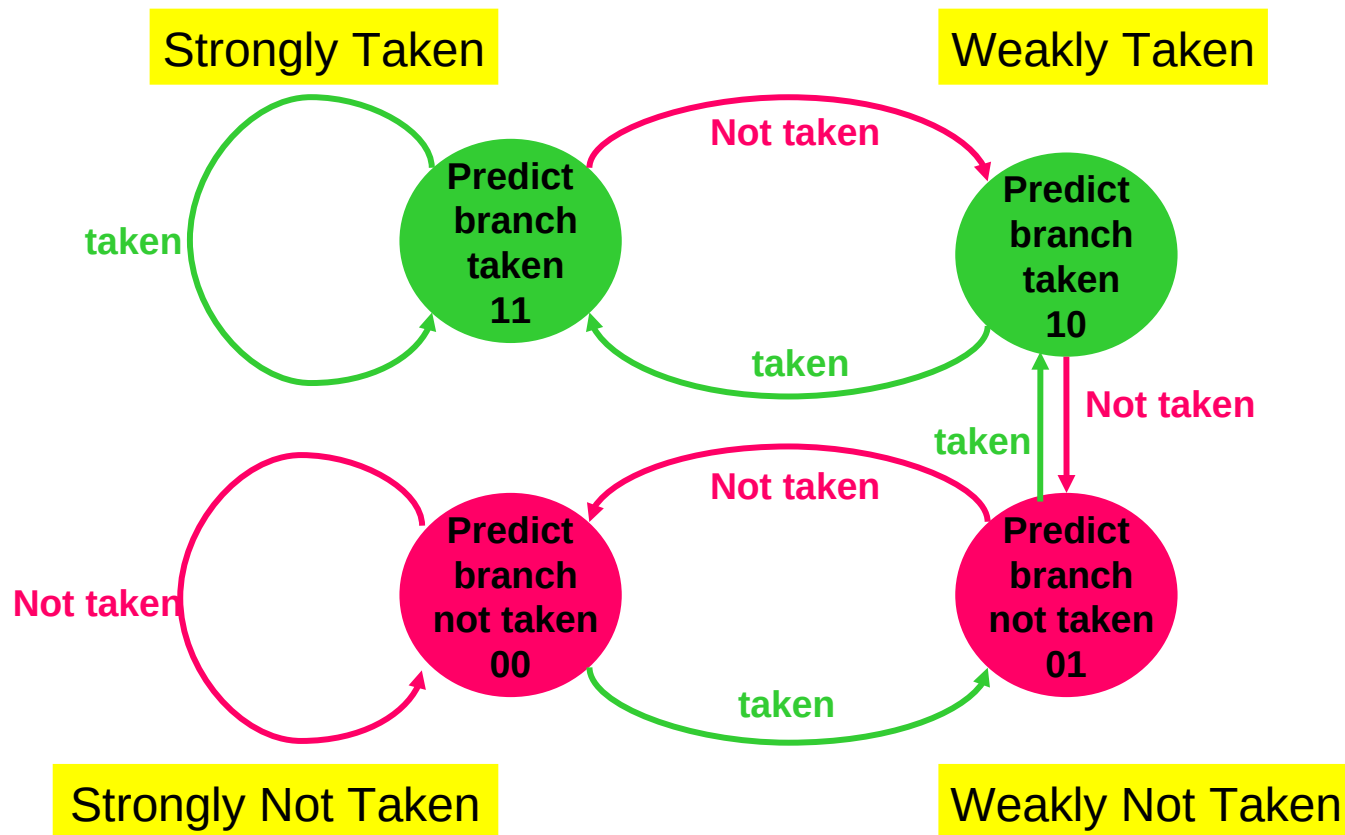 Strongly Taken
Weakly Taken
Not taken
Predict
branch
taken
11
Predict
branch
taken
10
taken
taken
Not taken
taken
Not taken
Predict
branch
not taken
00
Predict
branch
not taken
01
Not taken
taken
Strongly Not Taken
Weakly Not Taken